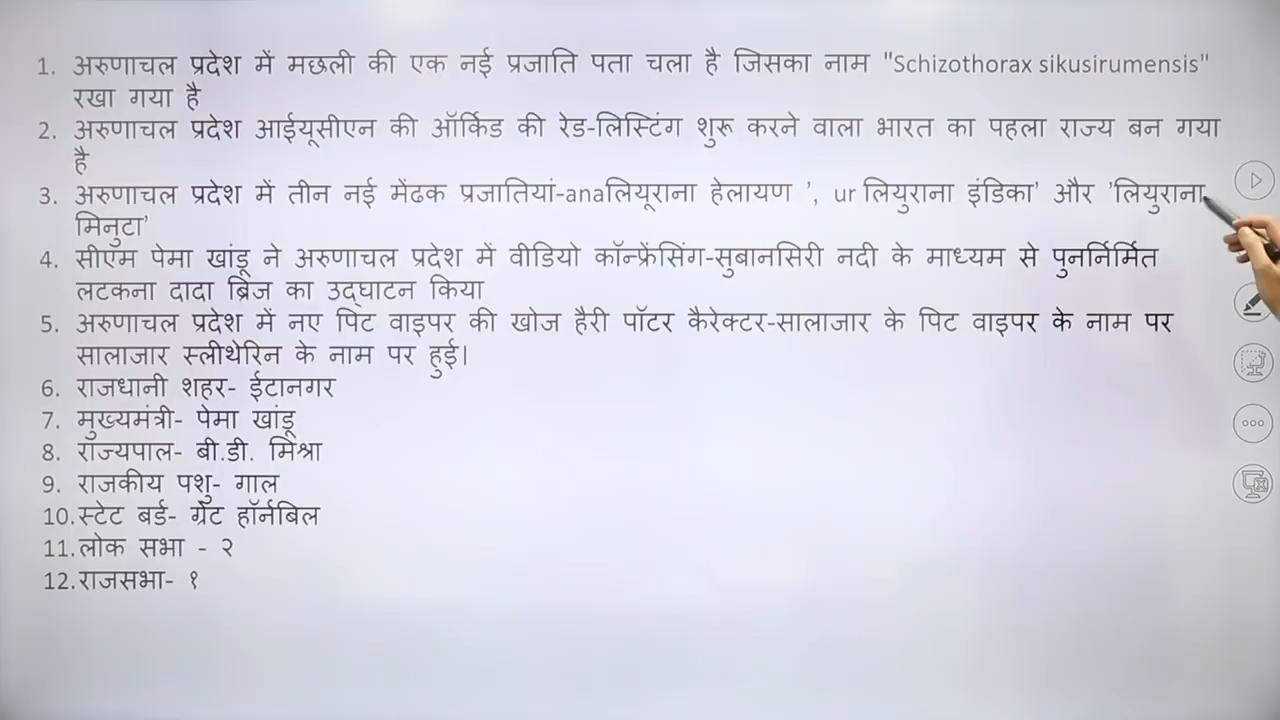 1. अरुणाचल प्रदेश में मछली की एक नई प्रजाति पता चला है जिसका नाम "Schizothorax sikusirumensis"
रखा गया है
2. अरुणाचल प्रदेश आईयूसीएन की ऑर्किड की रेड-लिस्टिंग शुरू करने वाला भारत का पहला राज्य बन गया
है
3. अरुणाचल प्रदेश में तीन नई मेंढक प्रजातियां-anaलियूराना हेलायण ', ur लियुराना इंडिका' और 'लियुराना
मिनुटा'
4. सीएम पेमा खांडू ने अरुणाचल प्रदेश में वीडियो कॉन्फ्रेंसिंग-सुबानसिरी नदी के माध्यम से पुनर्निर्मित
लटकना दादा ब्रिज का उद्घाटन किया
5. अरुणाचल प्रदेश में नए पिट वाइपर की खोज हैरी पॉटर कैरेक्टर-सालाजार के पिट वाइपर के नाम पर
सालाजार स्लीथेरिन के नाम पर हुई।
6. राजधानी शहर- ईटानगर
7. मुख्यमंत्री- पेमा खांडू
8. राज्यपाल- बी.डी. मिश्रा
9. राजकीय पशु- गाल
10. स्टेट बर्ड- ग्रेट हॉर्नबिल
11. लोक सभा - २
12. राजसभा- १